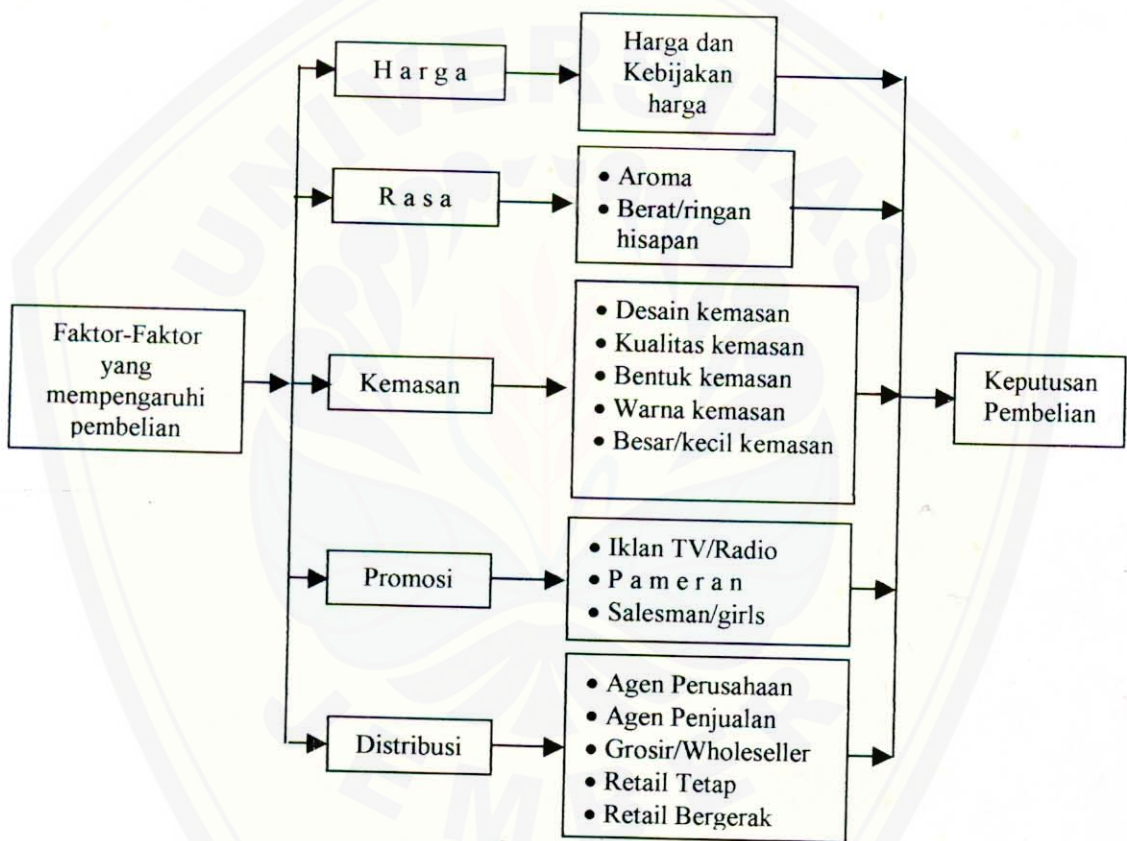 H a r g a
Harga dan
Kebijakan
harga
R a s a
• Aroma
• Berat/ringan
hisapan
Faktor-Faktor
yang
mempengaruhi
pembelian
Kemasan
• Desain kemasan
• Kualitas kemasan
• Bentuk kemasan
• Warna kemasan
• Besar/kecil kemasan
Keputusan
Pembelian
Promosi
• Iklan TV/Radio
• P a m e r a n
• Salesman/girls
Distribusi
• Agen Perusahaan
• Agen Penjualan
• Grosir/Wholeseller
• Retail Tetap
• Retail Bergerak
UNIVERSITAS
JEMBER